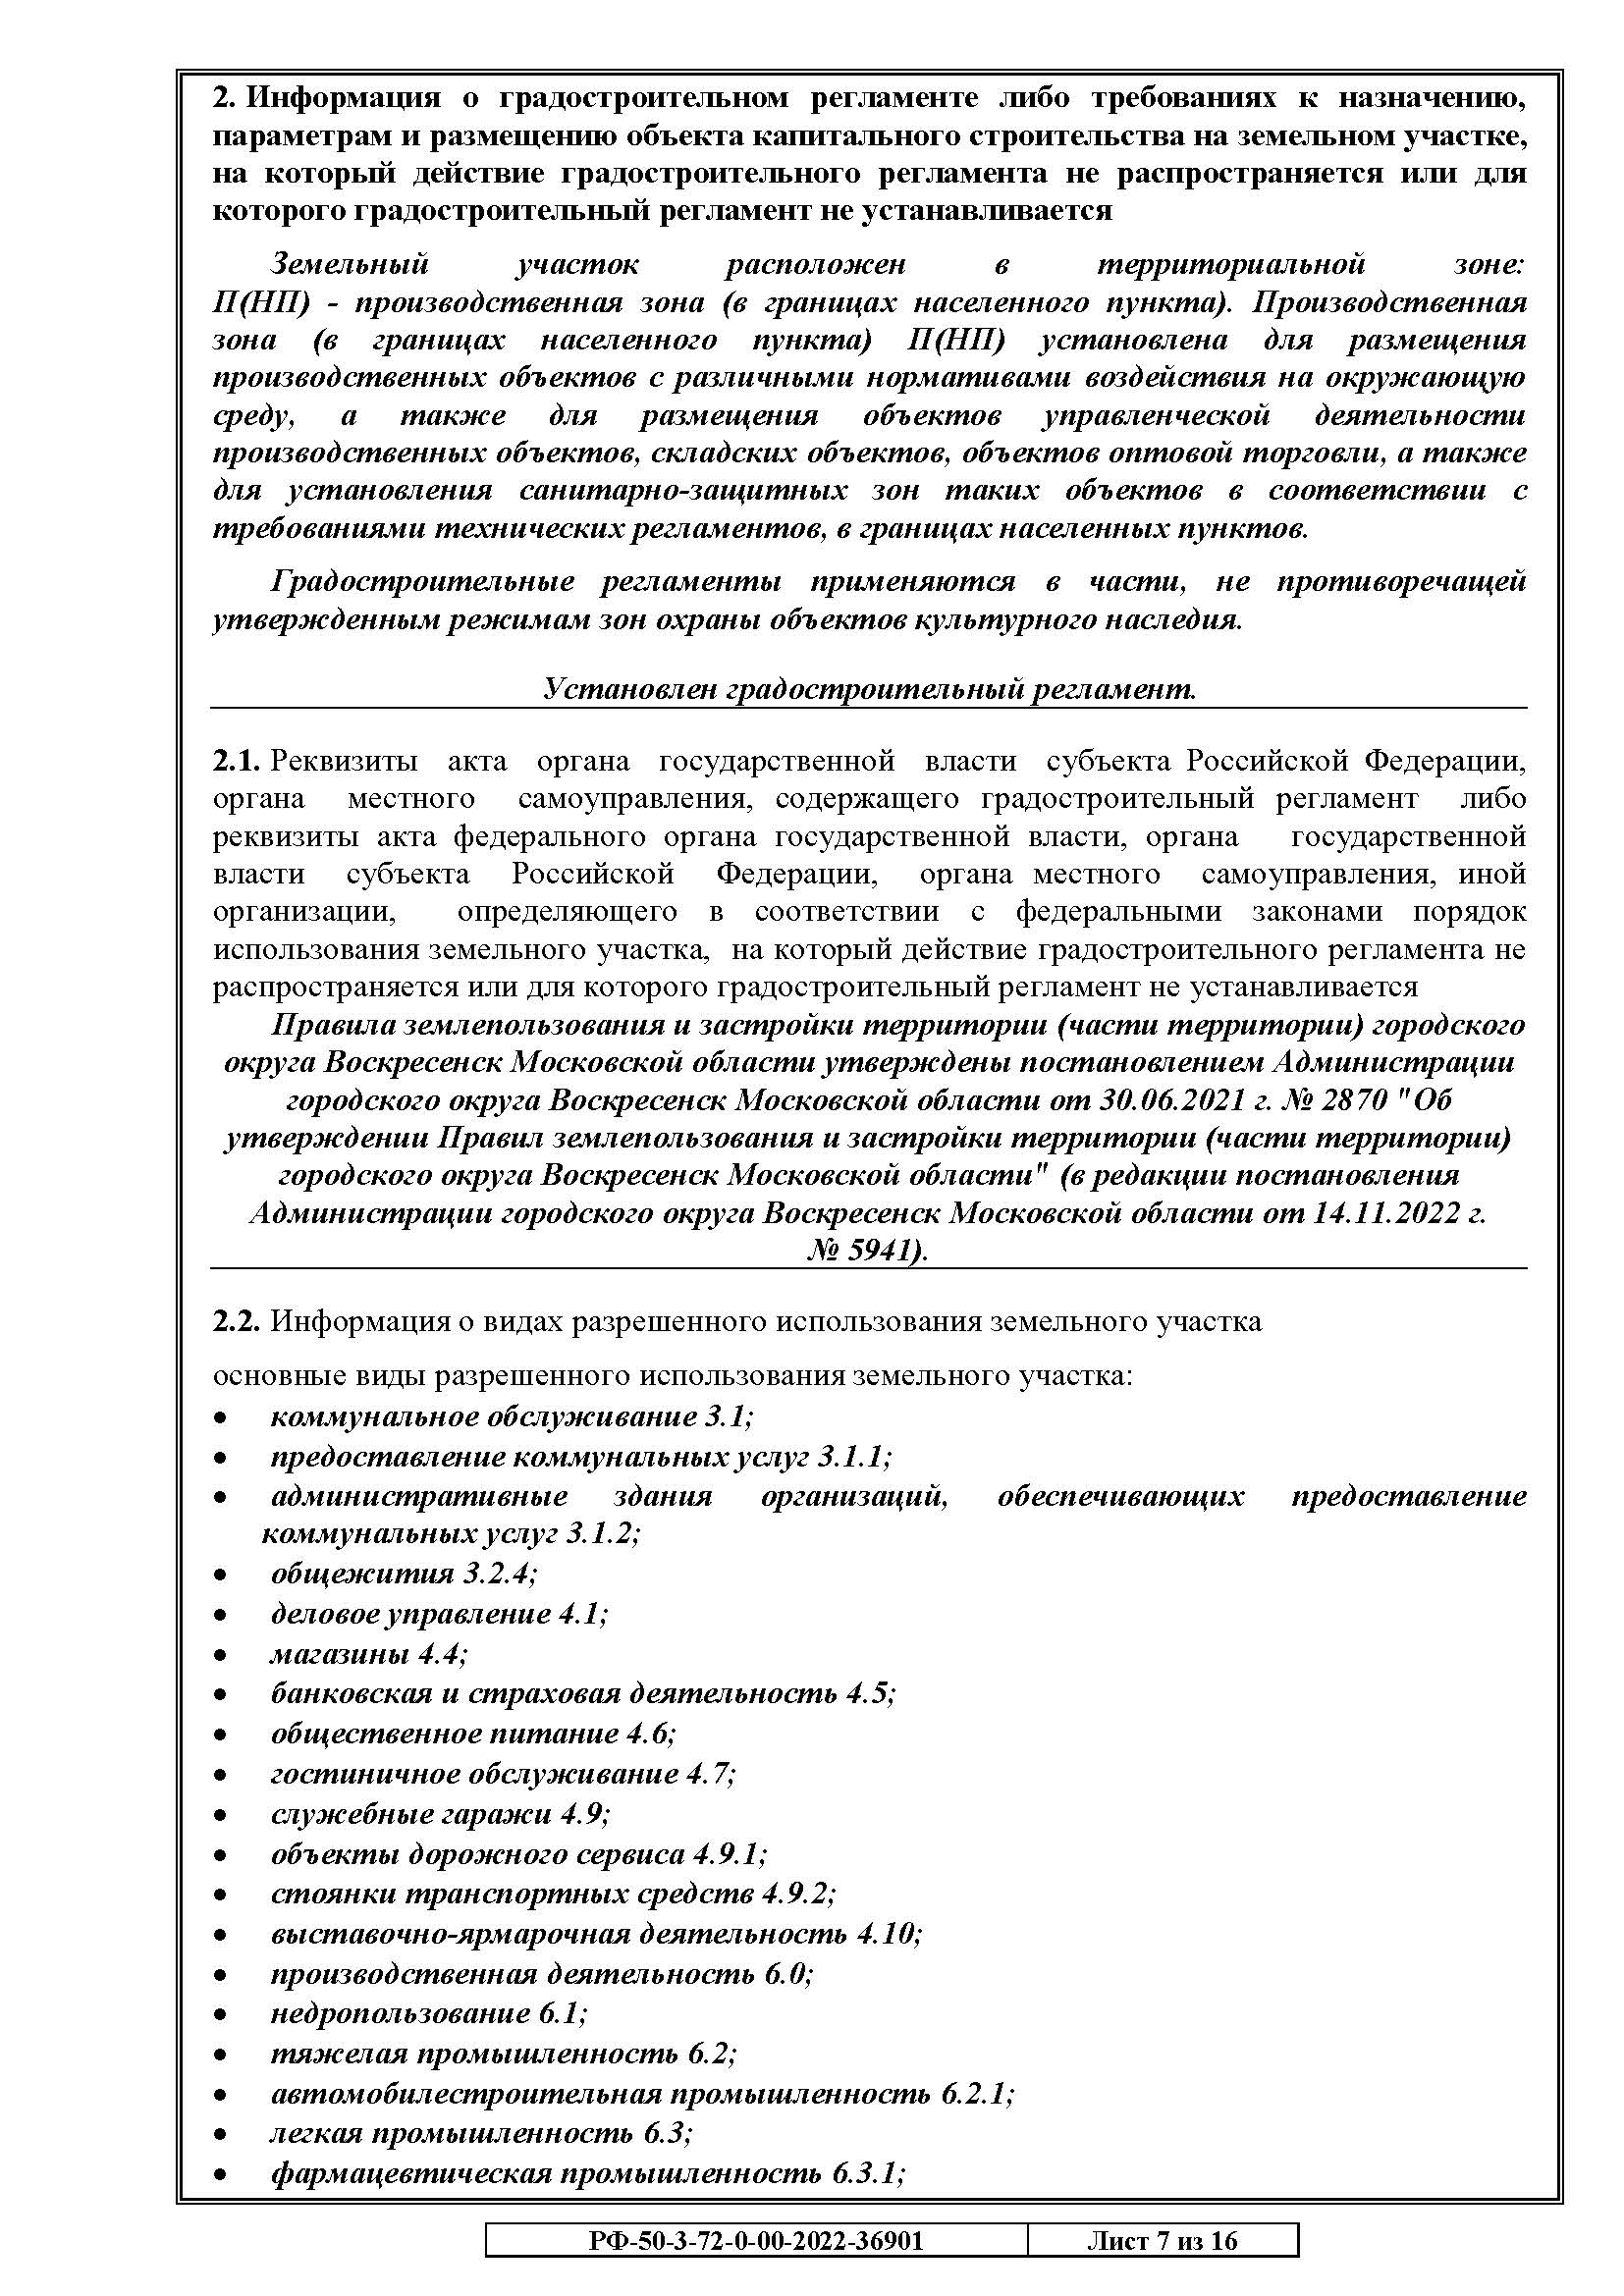 2. Информация о градостроительном регламенте либо требованиях к назначению,
параметрам и размещению объекта капитального строительства на земельном участке,
на который действие градостроительного регламента не распространяется или для
которого градостроительный регламент не устанавливается
Земельный участок расположен в территориальной зоне:
П(НП) - производственная зона (в границах населенного пункта). Производственная
зона (в границах населенного пункта) П(НП) установлена для размещения
производственных объектов с различными нормативами воздействия на окружающую
среду, а также для размещения объектов управленческой деятельности
производственных объектов, складских объектов, объектов оптовой торговли, а также
для установления санитарно-защитных зон таких объектов в соответствии с
требованиями технических регламентов, в границах населенных пунктов.
Градостроительные регламенты применяются в части, не противоречащей
утвержденным режимам зон охраны объектов культурного наследия.
Установлен градостроительный регламент.
2.1. Реквизиты акта органа государственной власти субъекта Российской Федерации,
органа местного самоуправления, содержащего градостроительный регламент либо
реквизиты акта федерального органа государственной власти, органа государственной
власти субъекта Российской Федерации, органа местного самоуправления, иной
организации, определяющего в соответствии с федеральными законами порядок
использования земельного участка, на который действие градостроительного регламента не
распространяется или для которого градостроительный регламент не устанавливается
Правила землепользования и застройки территории (части территории) городского
округа Воскресенск Московской области утверждены постановлением Администрации
городского округа Воскресенск Московской области от 30.06.2021 г. № 2870 "Об
утверждении Правил землепользования и застройки территории (части территории)
городского округа Воскресенск Московской области" (в редакции постановления
Администрации городского округа Воскресенск Московской области от 14.11.2022 г.
№ 5941).
2.2. Информация о видах разрешенного использования земельного участка
основные виды разрешенного использования земельного участка:
• коммунальное обслуживание 3.1;
• предоставление коммунальных услуг 3.1.1;
• административные здания организаций, обеспечивающих предоставление
коммунальных услуг 3.1.2;
• общежития 3.2.4;
• деловое управление 4.1;
• магазины 4.4;
• банковская и страховая деятельность 4.5;
• общественное питание 4.6;
• гостиничное обслуживание 4.7;
• служебные гаражи 4.9;
• объекты дорожного сервиса 4.9.1;
• стоянки транспортных средств 4.9.2;
• выставочно-ярмарочная деятельность 4.10;
• производственная деятельность 6.0;
• недропользование 6.1;
• тяжелая промышленность 6.2;
• автомобилестроительная промышленность 6.2.1;
• легкая промышленность 6.3;
• фармацевтическая промышленность 6.3.1;
РФ-50-3-72-0-00-2022-36901 Лист 7 из 16